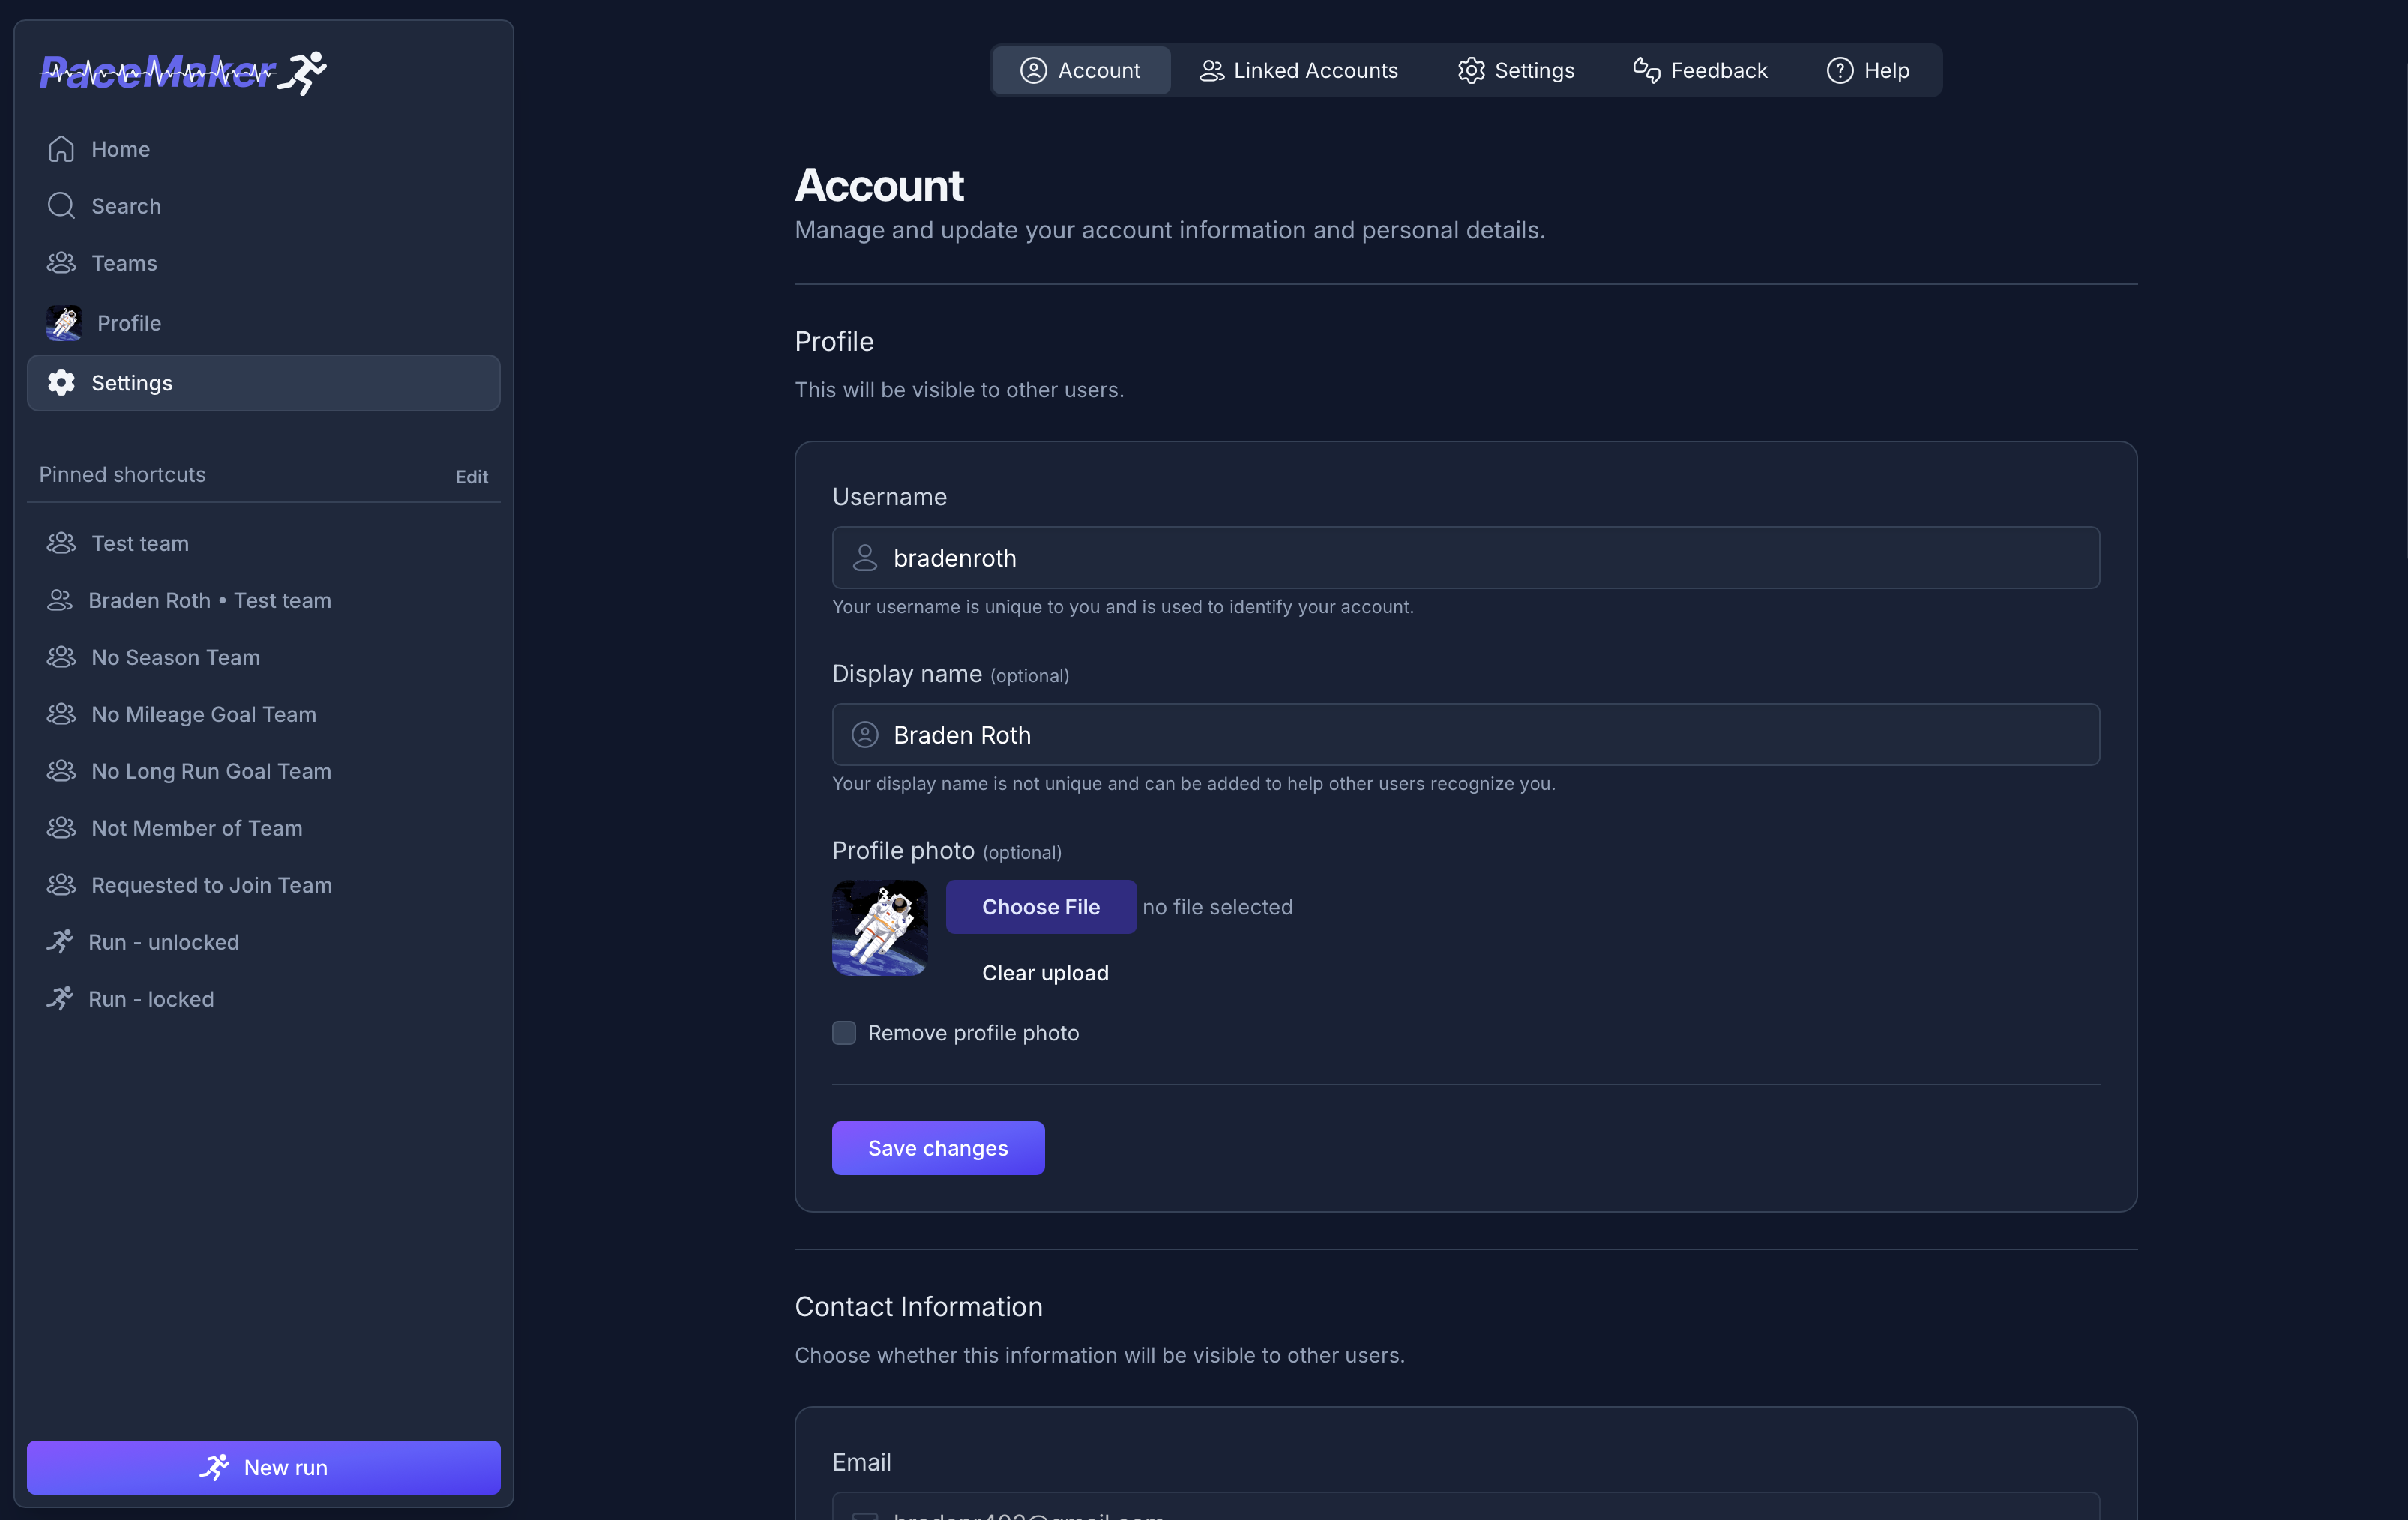 PaceMaker
Home
Search
Teams
Profile
Settings
Pinned shortcuts
Edit
Test team
Braden Roth • Test team
No Season Team
No Mileage Goal Team
No Long Run Goal Team
Not Member of Team
Requested to Join Team
Run - unlocked
Run - locked
New run
Account
Linked Accounts
Settings
Feedback
Help
Account
Manage and update your account information and personal details.
Profile
This will be visible to other users.
Username
bradenroth
Your username is unique to you and is used to identify your account.
Display name (optional)
Braden Roth
Your display name is not unique and can be added to help other users recognize you.
Profile photo (optional)
Choose File no file selected
Clear upload
Remove profile photo
Save changes
Contact Information
Choose whether this information will be visible to other users.
Email